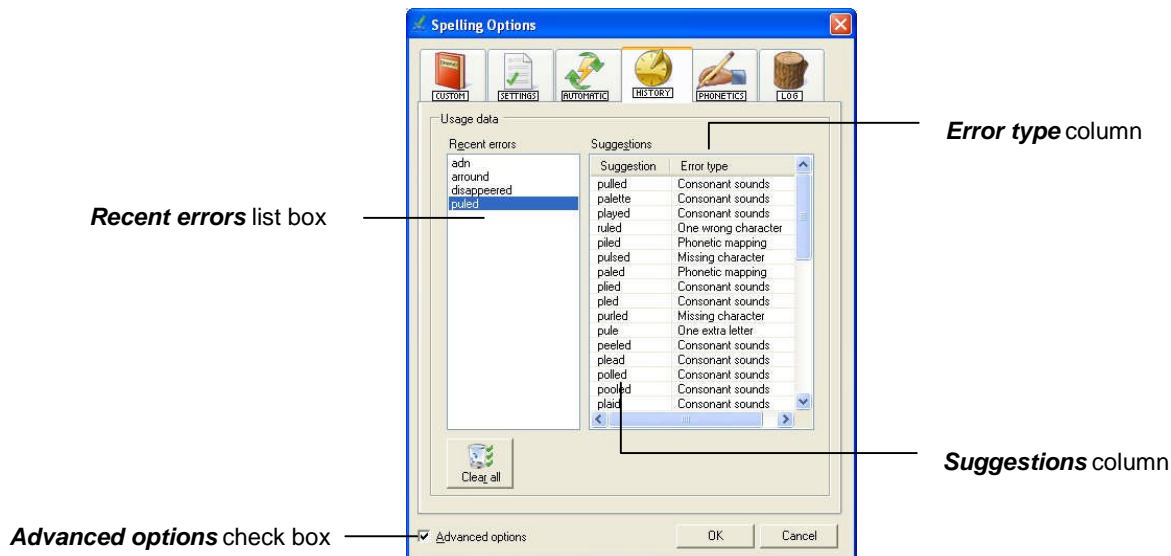 Spelling Options
CUSTOM SETTINGS AUTOMATIC HISTORY PHONETICS LOG
Usage data
Recent errors Suggestions
adn
arround
disappeered
puled
Suggestion Error type
pulled Consonant sounds
palette Consonant sounds
played Consonant sounds
ruled One wrong character
piled Phonetic mapping
pulsed Missing character
paled Phonetic mapping
plied Consonant sounds
pled Consonant sounds
purled Missing character
pule One extra letter
peeled Consonant sounds
plead Consonant sounds
polled Consonant sounds
pooled Consonant sounds
plaid Consonant sounds
Clear all
Advanced options OK Cancel
Error type column
Recent errors list box
Suggestions column
Advanced options check box